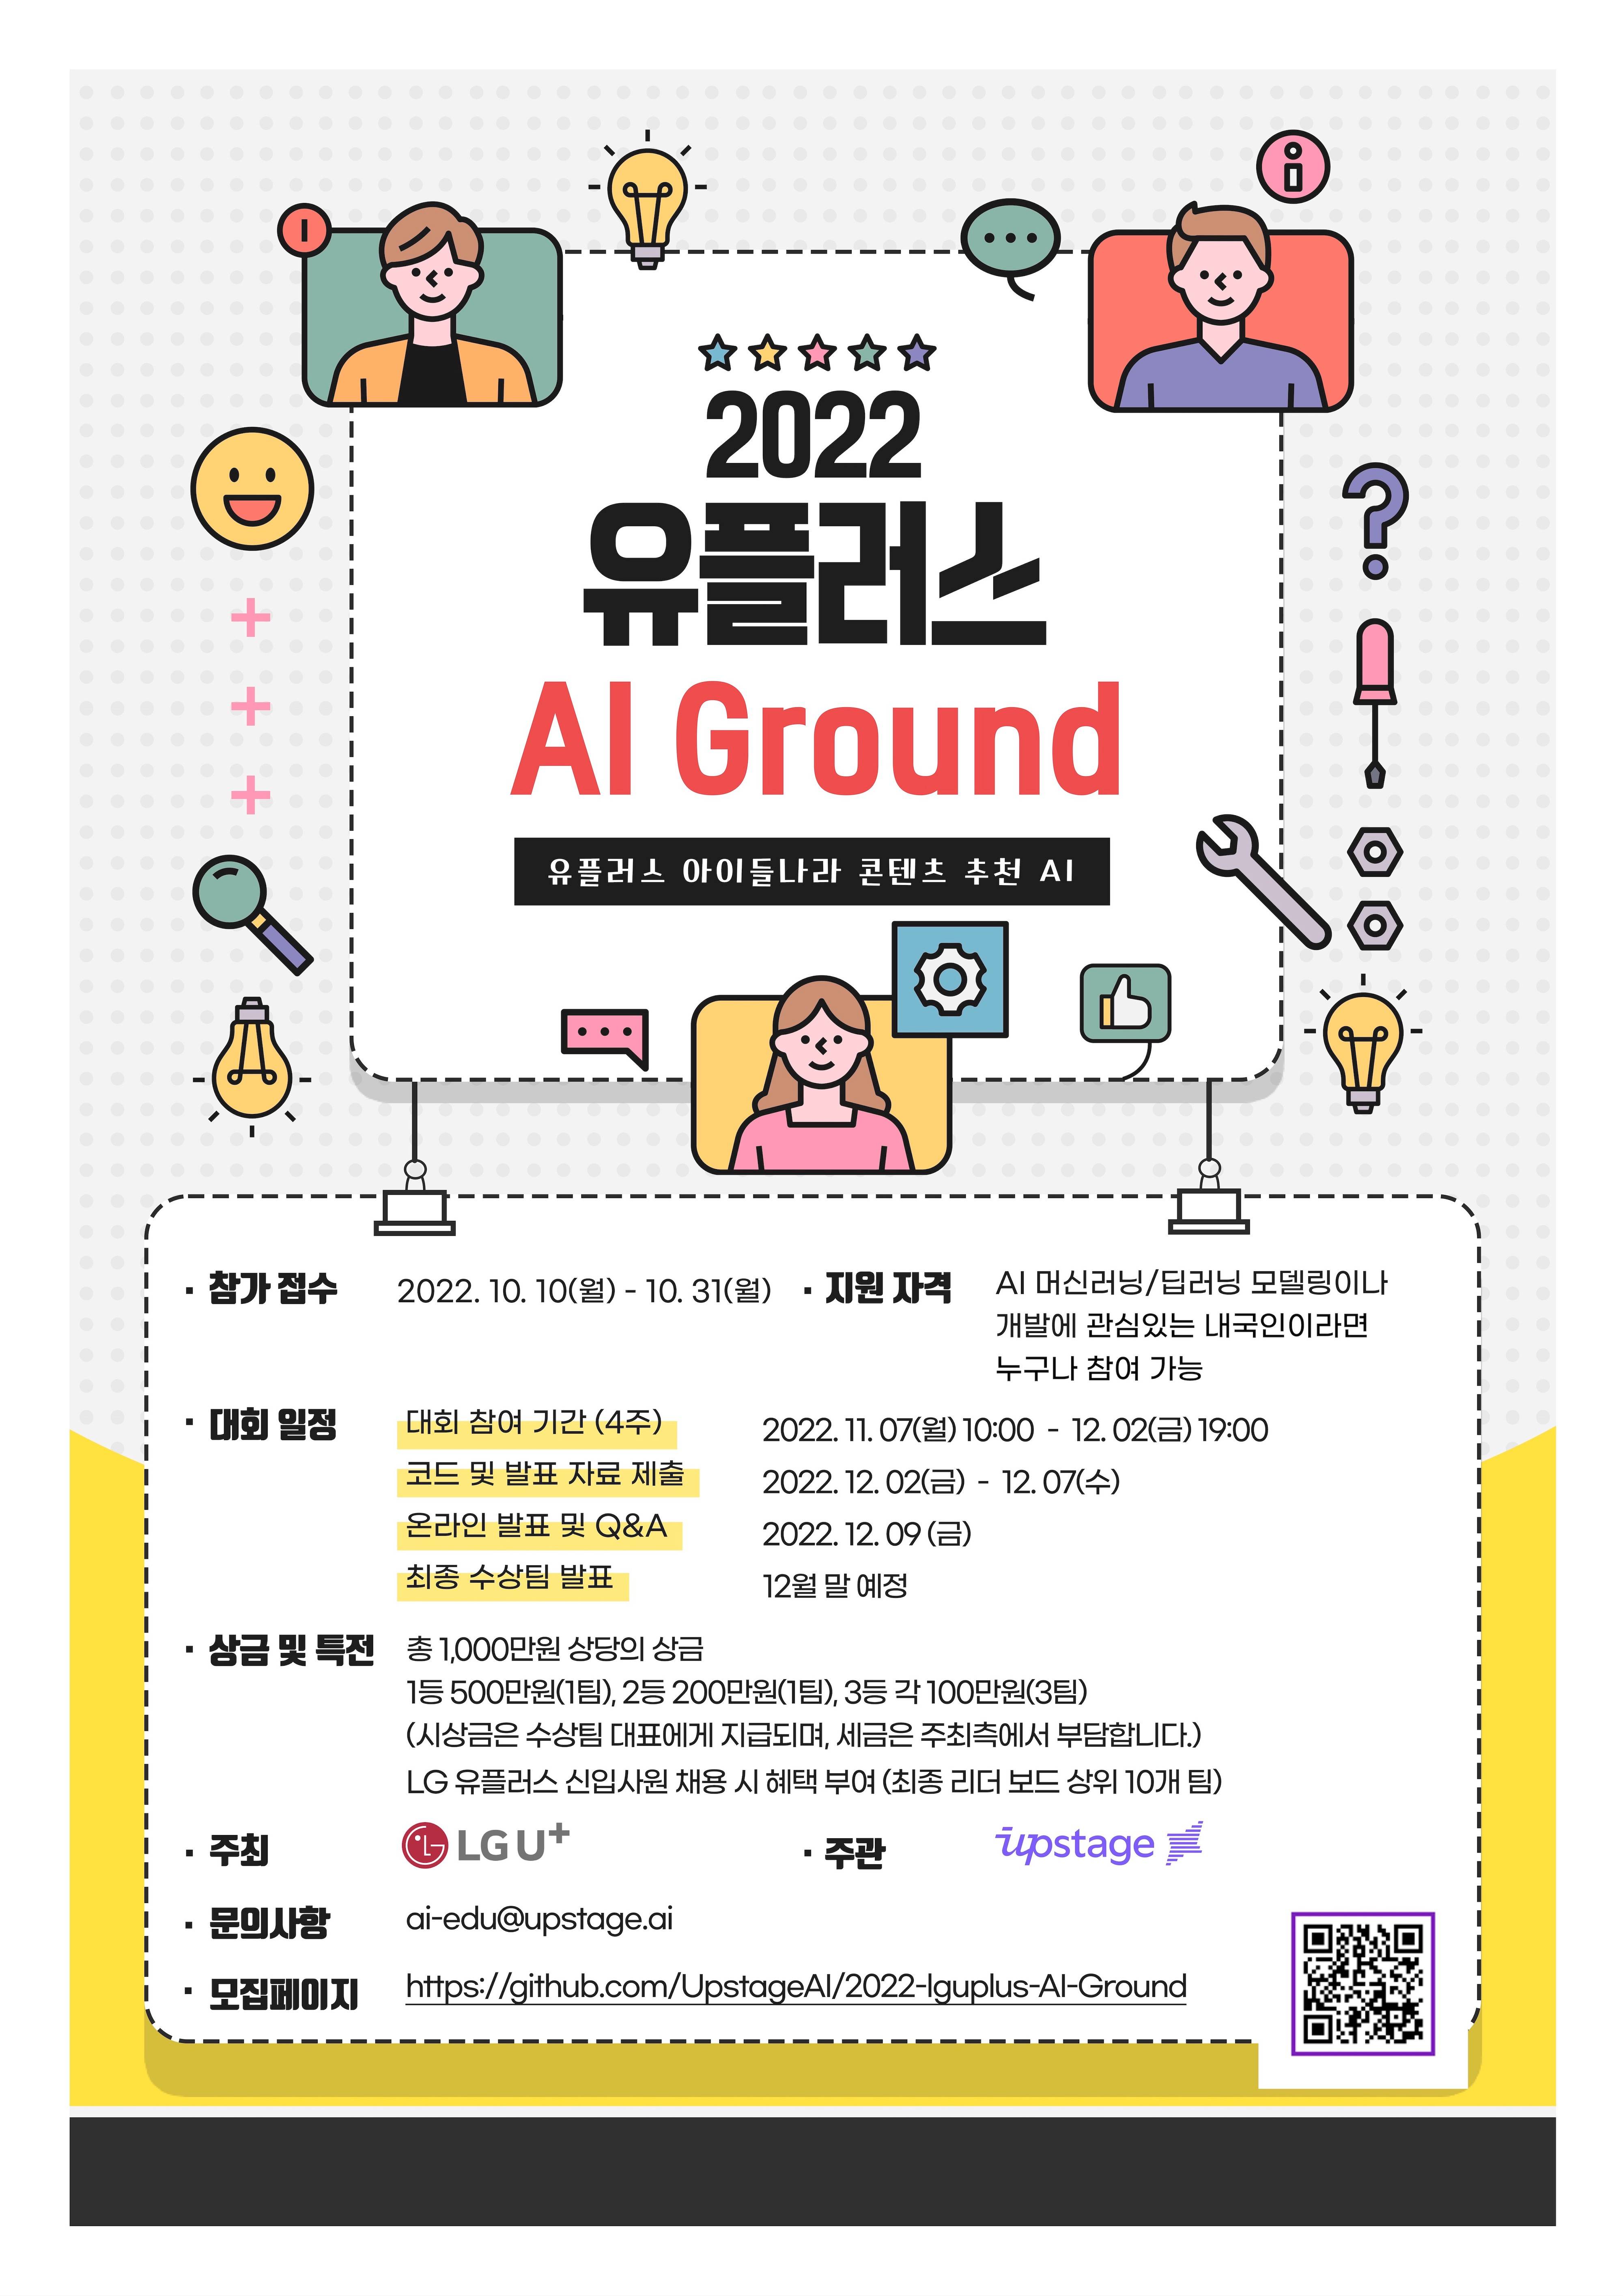 2022
유플러스
AI Ground
유플러스 아이들나라 콘텐츠 추천 AI
· 참가 접수 2022. 10. 10(월) - 10. 31(월)
· 지원 자격 AI 머신러닝/딥러닝 모델링이나
개발에 관심있는 내국인이라면
누구나 참여 가능
· 대회 일정
대회 참여 기간 (4주) 2022. 11. 07(월) 10:00 - 12. 02(금) 19:00
코드 및 발표 자료 제출 2022. 12. 02(금) - 12. 07(수)
온라인 발표 및 Q&A 2022. 12. 09 (금)
최종 수상팀 발표 12월 말 예정
· 상금 및 특전 총 1,000만원 상당의 상금
1등 500만원(1팀), 2등 200만원(1팀), 3등 각 100만원(3팀)
(시상금은 수상팀 대표에게 지급되며, 세금은 주최측에서 부담합니다.)
LG 유플러스 신입사원 채용 시 혜택 부여 (최종 리더 보드 상위 10개 팀)
· 주최 LG U+
· 주관 upstage
· 문의사항 ai-edu@upstage.ai
· 모집페이지 https://github.com/UpstageAI/2022-lguplus-AI-Ground